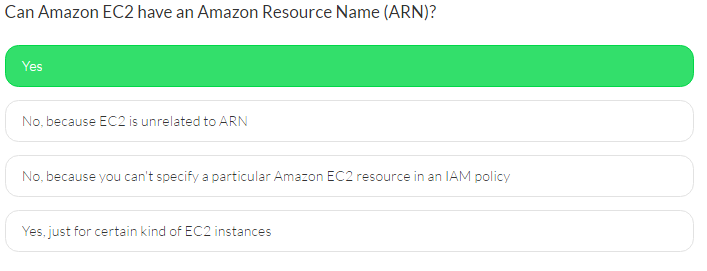 Can Amazon EC2 have an Amazon Resource Name (ARN)?
Yes
No, because EC2 is unrelated to ARN
No, because you can't specify a particular Amazon EC2 resource in an IAM policy
Yes, just for certain kind of EC2 instances